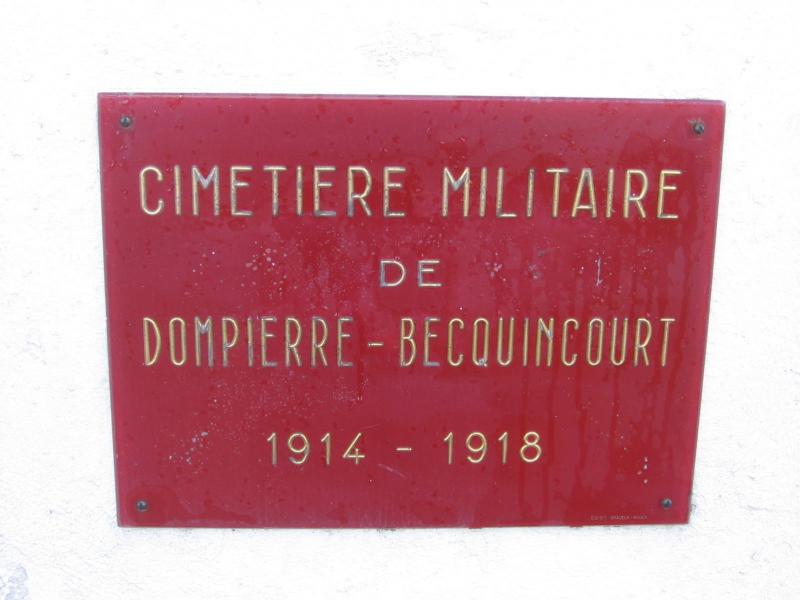 CIMETIERE MILITAIRE
DE
DOMPIERRE - BECQUINCOURT
1914 - 1918